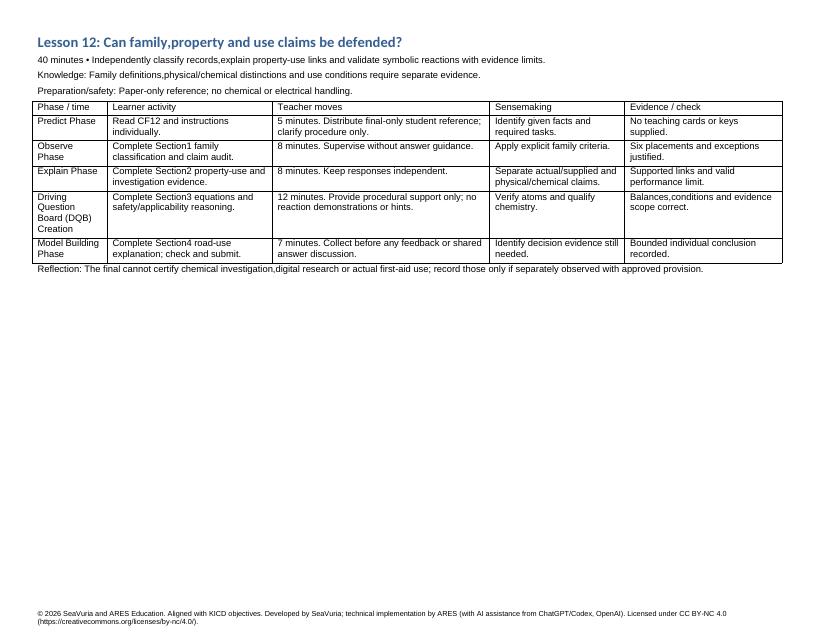 Lesson 12: Can family,property and use claims be defended?
40 minutes • Independently classify records,explain property-use links and validate symbolic reactions with evidence limits.
Knowledge: Family definitions,physical/chemical distinctions and use conditions require separate evidence.
Preparation/safety: Paper-only reference; no chemical or electrical handling.
Phase / time Learner activity Teacher moves Sensemaking Evidence / check
Predict Phase Read CF12 and instructions individually. 5 minutes. Distribute final-only student reference; clarify procedure only. Identify given facts and required tasks. No teaching cards or keys supplied.
Observe Phase Complete Section1 family classification and claim audit. 8 minutes. Supervise without answer guidance. Apply explicit family criteria. Six placements and exceptions justified.
Explain Phase Complete Section2 property-use and investigation evidence. 8 minutes. Keep responses independent. Separate actual/supplied and physical/chemical claims. Supported links and valid performance limit.
Driving Question Board (DQB) Creation Complete Section3 equations and safety/applicability reasoning. 12 minutes. Provide procedural support only; no reaction demonstrations or hints. Verify atoms and qualify chemistry. Balances,conditions and evidence scope correct.
Model Building Phase Complete Section4 road-use explanation; check and submit. 7 minutes. Collect before any feedback or shared answer discussion. Identify decision evidence still needed. Bounded individual conclusion recorded.
Reflection: The final cannot certify chemical investigation,digital research or actual first-aid use; record those only if separately observed with approved provision.
© 2026 SeaVuria and ARES Education. Aligned with KICD objectives. Developed by SeaVuria; technical implementation by ARES (with AI assistance from ChatGPT/Codex, OpenAI). Licensed under CC BY-NC 4.0
(https://creativecommons.org/licenses/by-nc/4.0/).